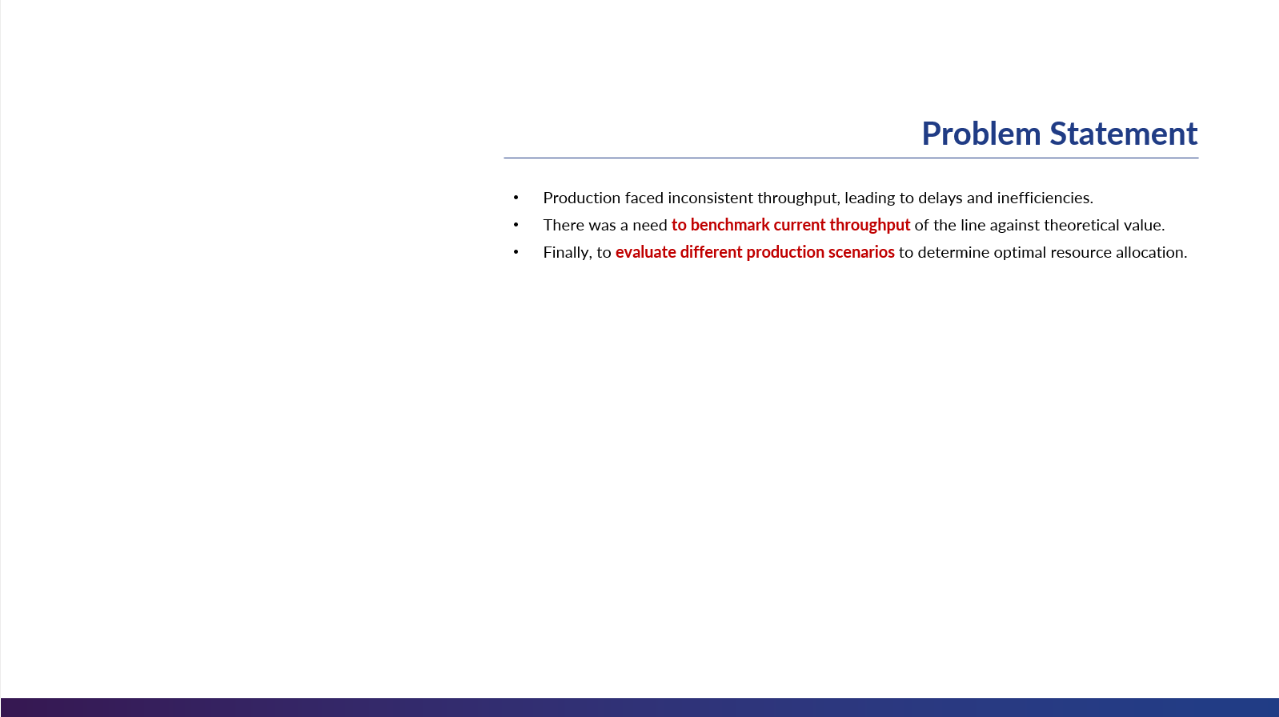 Problem Statement
• Production faced inconsistent throughput, leading to delays and inefficiencies.
• There was a need to benchmark current throughput of the line against theoretical value.
• Finally, to evaluate different production scenarios to determine optimal resource allocation.